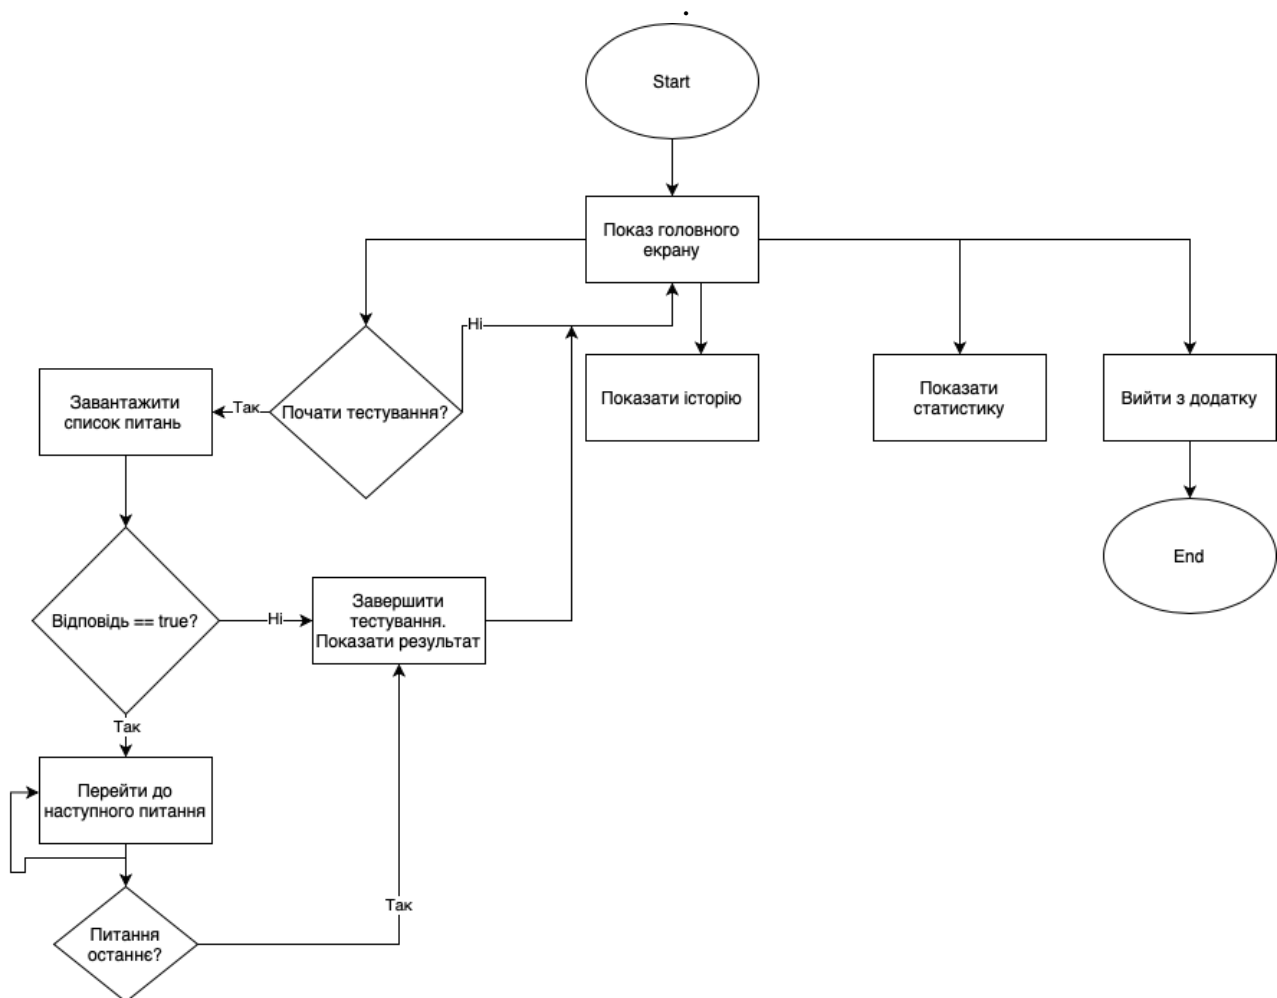 Start
Показ головного
екрану
Ні
Завантажити
список питань
Так
Почати тестування?
Показати історію
Показати
статистику
Вийти з додатку
End
Відповідь == true?
Ні
Завершити
тестування.
Показати результат
Так
Перейти до
наступного питання
Так
Питання
останнє?